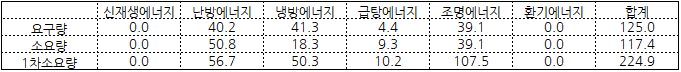 신재생에너지 난방에너지 냉방에너지 급탕에너지 조명에너지 환기에너지 합계
요구량 0.0 40.2 41.3 4.4 39.1 0.0 125.0
소요량 0.0 50.8 18.3 9.3 39.1 0.0 117.4
1차소요량 0.0 56.7 50.3 10.2 107.5 0.0 224.9